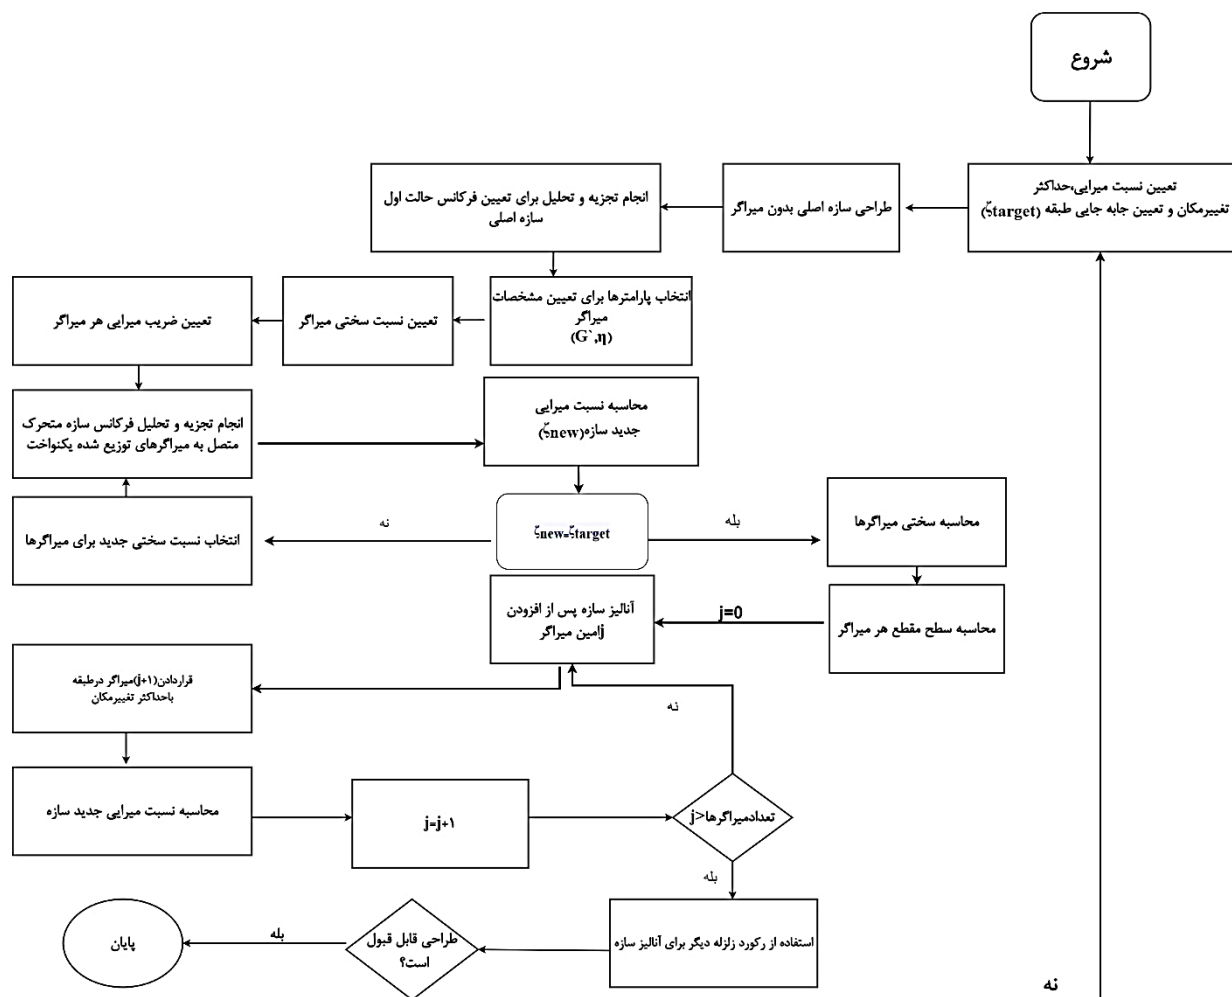 شروع
تعیین نسبت میرایی،حداکثر
تغییرمکان و تعیین جابه جایی طبقه (ζtarget)
طراحی سازه اصلی بدون میراگر
انجام تجزیه و تحلیل برای تعیین فرکانس حالت اول
سازه اصلی
انتخاب پارامترها برای تعیین مشخصات
میراگر
(G`,η)
تعیین نسبت سختی میراگر
تعیین ضریب میرایی هر میراگر
انجام تجزیه و تحلیل فرکانس سازه متحرک
متصل به میراگرهای توزیع شده یکنواخت
محاسبه نسبت میرایی
جدید سازه(ζnew)
ζnew=ζtarget
نه
انتخاب نسبت سختی جدید برای میراگرها
بله
محاسبه سختی میراگرها
محاسبه سطح مقطع هر میراگر
j=0
آنالیز سازه پس از افزودن
jامین میراگر
قراردادن(j+1)میراگر درطبقه
باحداکثر تغییرمکان
محاسبه نسبت میرایی جدید سازه
j=j+۱
تعدادمیراگرها<j
نه
بله
استفاده از رکورد زلزله دیگر برای آنالیز سازه
طراحی قابل قبول
است؟
بله
پایان
نه